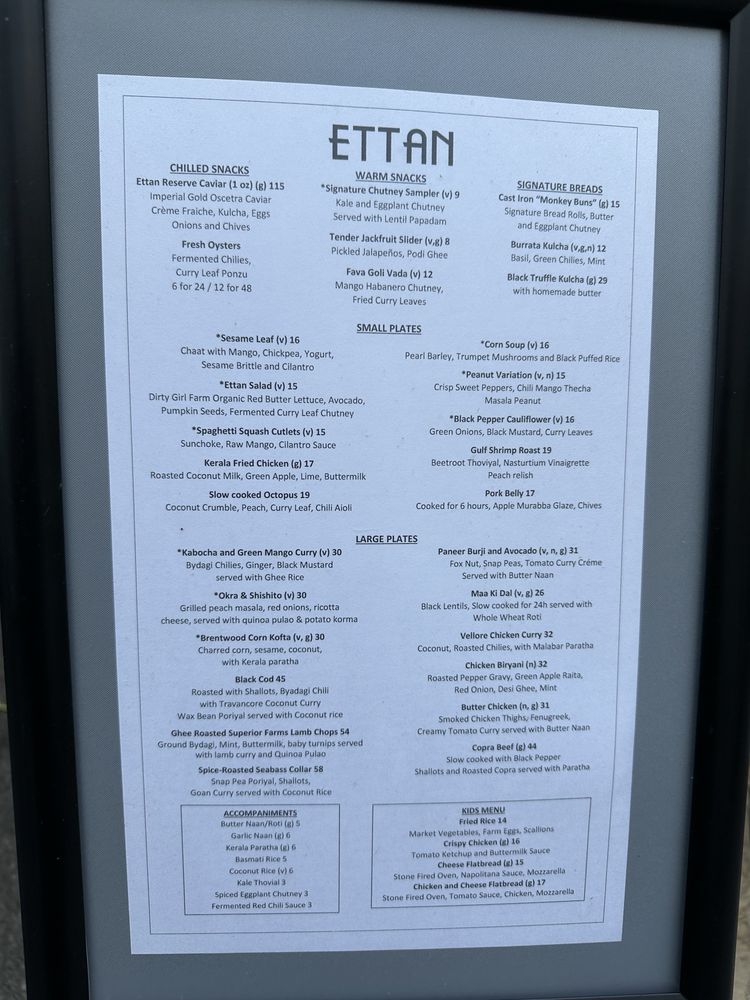 ETTAN
CHILLED SNACKS
Ettan Reserve Caviar (1 oz) (g) 115
Imperial Gold Oscetra Caviar
Crème Fraiche, Kulcha, Eggs
Onions and Chives
Fresh Oysters
Fermented Chilies,
Curry Leaf Ponzu
6 for 24 / 12 for 48
WARM SNACKS
*Signature Chutney Sampler (v) 9
Kale and Eggplant Chutney
Served with Lentil Papadam
Tender Jackfruit Slider (v,g) 8
Pickled Jalapeños, Podi Ghee
Fava Goli Vada (v) 12
Mango Habanero Chutney,
Fried Curry Leaves
SIGNATURE BREADS
Cast Iron "Monkey Buns" (g) 15
Signature Bread Rolls, Butter
and Eggplant Chutney
Burrata Kulcha (v,g,n) 12
Basil, Green Chilies, Mint
Black Truffle Kulcha (g) 29
with homemade butter
SMALL PLATES
*Sesame Leaf (v) 16
Chaat with Mango, Chickpea, Yogurt,
Sesame Brittle and Cilantro
*Ettan Salad (v) 15
Dirty Girl Farm Organic Red Butter Lettuce, Avocado,
Pumpkin Seeds, Fermented Curry Leaf Chutney
*Spaghetti Squash Cutlets (v) 15
Sunchoke, Raw Mango, Cilantro Sauce
Kerala Fried Chicken (g) 17
Roasted Coconut Milk, Green Apple, Lime, Buttermilk
Slow cooked Octopus 19
Coconut Crumble, Peach, Curry Leaf, Chili Aioli
*Corn Soup (v) 16
Pearl Barley, Trumpet Mushrooms and Black Puffed Rice
*Peanut Variation (v, n) 15
Crisp Sweet Peppers, Chili Mango Thecha
Masala Peanut
*Black Pepper Cauliflower (v) 16
Green Onions, Black Mustard, Curry Leaves
Gulf Shrimp Roast 19
Beetroot Thoviyal, Nasturtium Vinaigrette
Peach relish
Pork Belly 17
Cooked for 6 hours, Apple Murabba Glaze, Chives
LARGE PLATES
*Kabocha and Green Mango Curry (v) 30
Bydagi Chilies, Ginger, Black Mustard
served with Ghee Rice
*Okra & Shishito (v) 30
Grilled peach masala, red onions, ricotta
cheese, served with quinoa pulao & potato korma
*Brentwood Corn Kofta (v, g) 30
Charred corn, sesame, coconut,
with Kerala paratha
Black Cod 45
Roasted with Shallots, Byadagi Chili
with Travancore Coconut Curry
Wax Bean Poriyal served with Coconut rice
Ghee Roasted Superior Farms Lamb Chops 54
Ground Bydagi, Mint, Buttermilk, baby turnips served
with lamb curry and Quinoa Pulao
Spice-Roasted Seabass Collar 58
Snap Pea Poriyal, Shallots,
Goan Curry served with Coconut Rice
Paneer Burji and Avocado (v, n, g) 31
Fox Nut, Snap Peas, Tomato Curry Créme
Served with Butter Naan
Maa Ki Dal (v, g) 26
Black Lentils, Slow cooked for 24h served with
Whole Wheat Roti
Vellore Chicken Curry 32
Coconut, Roasted Chilies, with Malabar Paratha
Chicken Biryani (n) 32
Roasted Pepper Gravy, Green Apple Raita,
Red Onion, Desi Ghee, Mint
Butter Chicken (n, g) 31
Smoked Chicken Thighs, Fenugreek,
Creamy Tomato Curry served with Butter Naan
Copra Beef (g) 44
Slow cooked with Black Pepper
Shallots and Roasted Copra served with Paratha
ACCOMPANIMENTS
Butter Naan/Roti (g) 5
Garlic Naan (g) 6
Kerala Paratha (g) 6
Basmati Rice 5
Coconut Rice (v) 6
Kale Thovial 3
Spiced Eggplant Chutney 3
Fermented Red Chili Sauce 3
KIDS MENU
Fried Rice 14
Market Vegetables, Farm Eggs, Scallions
Crispy Chicken (g) 16
Tomato Ketchup and Buttermilk Sauce
Cheese Flatbread (g) 15
Stone Fired Oven, Napolitana Sauce, Mozzarella
Chicken and Cheese Flatbread (g) 17
Stone Fired Oven, Tomato Sauce, Chicken, Mozzarella